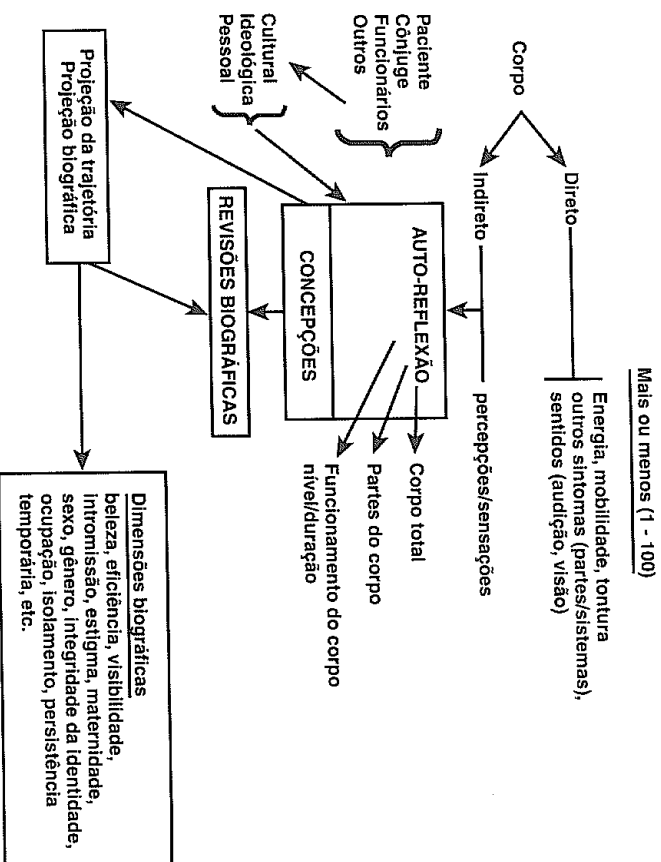 Mais ou menos (1 - 100)
Corpo
Direto
Energia, mobilidade, tontura
outros sintomas (partes/sistemas),
sentidos (audição, visão)
Indireto
percepções/sensações
Paciente
Cônjuge
Funcionários
Outros
AUTO-REFLEXÃO
Corpo total
Partes do corpo
Funcionamento do corpo
nível/duração
Cultural
Ideológica
Pessoal
CONCEPÇÕES
REVISÕES BIOGRÁFICAS
Projeção da trajetória
Projeção biográfica
Dimensões biográficas
beleza, eficiência, visibilidade,
intromissão, estigma, maternidade,
sexo, gênero, integridade da identidade,
ocupação, isolamento, persistência
temporária, etc.